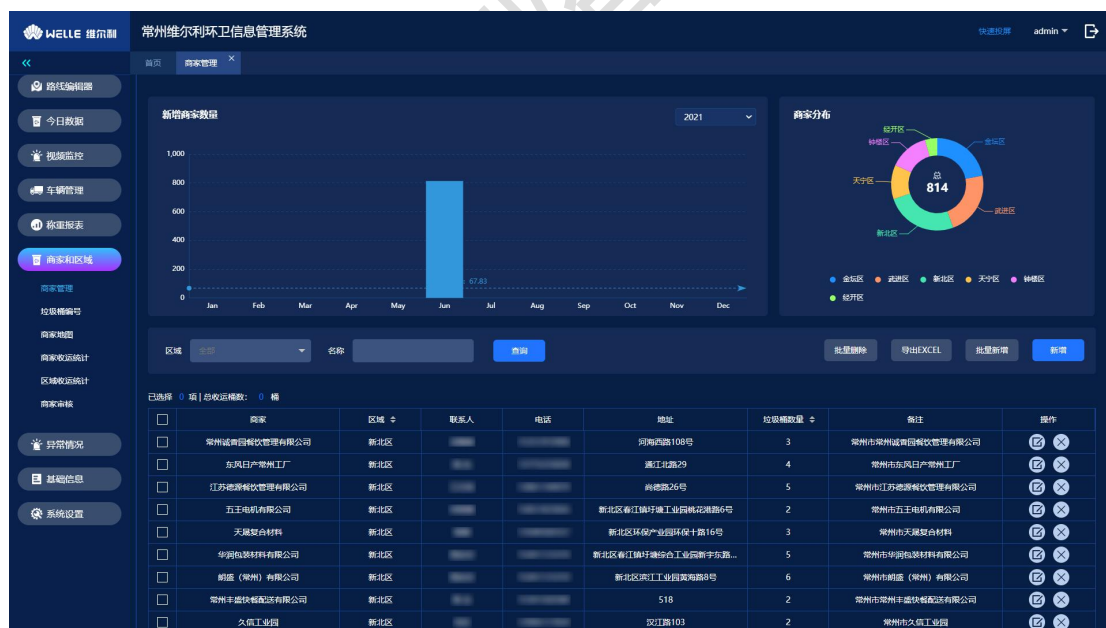 WELLE 维尔利
常州维尔利环卫信息管理系统
快速投屏
admin
首页
商家管理
路线编辑器
今日数据
视频监控
车辆管理
称重报表
商家和区域
商家管理
垃圾桶编号
商家地图
商家收运统计
区域收运统计
商家审核
异常情况
基础信息
系统设置
新增商家数量
2021
1,000
800
600
400
200
0
67.83
Jan Feb Mar Apr May Jun Jul Aug Sep Oct Nov Dec
商家分布
经开区
钟楼区
金坛区
天宁区
总
814
武进区
新北区
金坛区 武进区 新北区 天宁区 钟楼区
经开区
区域 全部 名称 查询 批量删除 导出EXCEL 批量新增 新增
已选择 0 项 | 总收运桶数: 0 桶
商家 区域 联系人 电话 地址 垃圾桶数量 备注 操作
常州诚膏园餐饮管理有限公司 新北区 河海西路108号 3 常州市常州诚膏园餐饮管理有限公司
东风日产常州工厂 新北区 通江北路29 4 常州市东风日产常州工厂
江苏德源餐饮管理有限公司 新北区 尚德路26号 5 常州市江苏德源餐饮管理有限公司
五王电机有限公司 新北区 新北区春江镇圩塘工业园桃花港路6号 2 常州市五王电机有限公司
天晟复合材料 新北区 新北区环保产业园环保十路16号 3 常州市天晟复合材料
华润包装材料有限公司 新北区 新北区春江镇圩塘综合工业园新宇东路... 5 常州市华润包装材料有限公司
朗盛（常州）有限公司 新北区 新北区滨江工业园黄海路8号 6 常州市朗盛（常州）有限公司
常州丰盛快餐配送有限公司 新北区 518 2 常州市常州丰盛快餐配送有限公司
久信工业园 新北区 汉江路103 2 常州市久信工业园